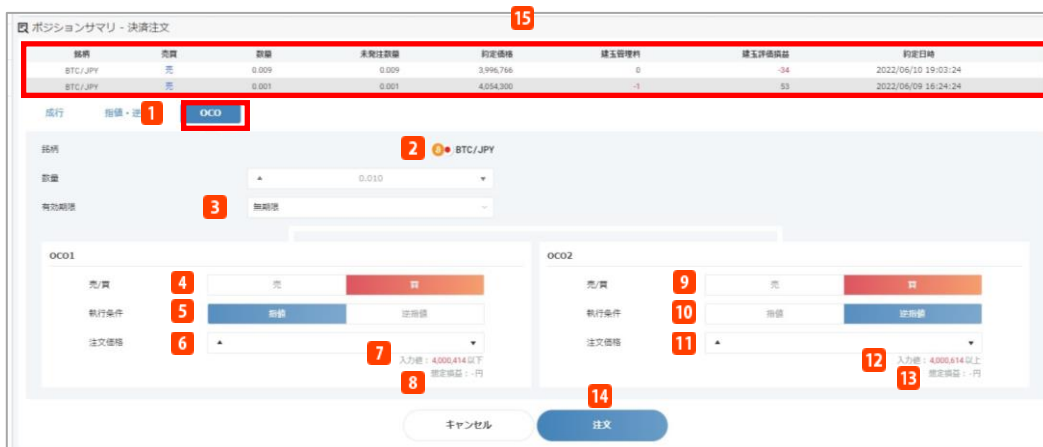 15
ポジションサマリ - 決済注文
銘柄 売買 数量 未発注数量 約定価格 建玉管理料 建玉評価損益 約定日時
BTC/JPY 売 0.009 0.009 3,996,766 0 -34 2022/06/10 19:03:24
BTC/JPY 売 0.001 0.001 4,054,300 -1 53 2022/06/09 16:24:24
成行 指値・逆 1 OCO
銘柄 2 BTC/JPY
数量 ▲ 0.010 ▼
有効期限 3 無期限
OCO1 OCO2
売/買 4 売 買 売/買 9 売 買
執行条件 5 指値 逆指値 執行条件 10 指値 逆指値
注文価格 6 ▲ ▼ 注文価格 11 ▲ ▼
7 入力値：4,000,414 以下 12 入力値：4,000,614 以上
8 想定損益：-円 13 想定損益：-円
14
キャンセル 注文